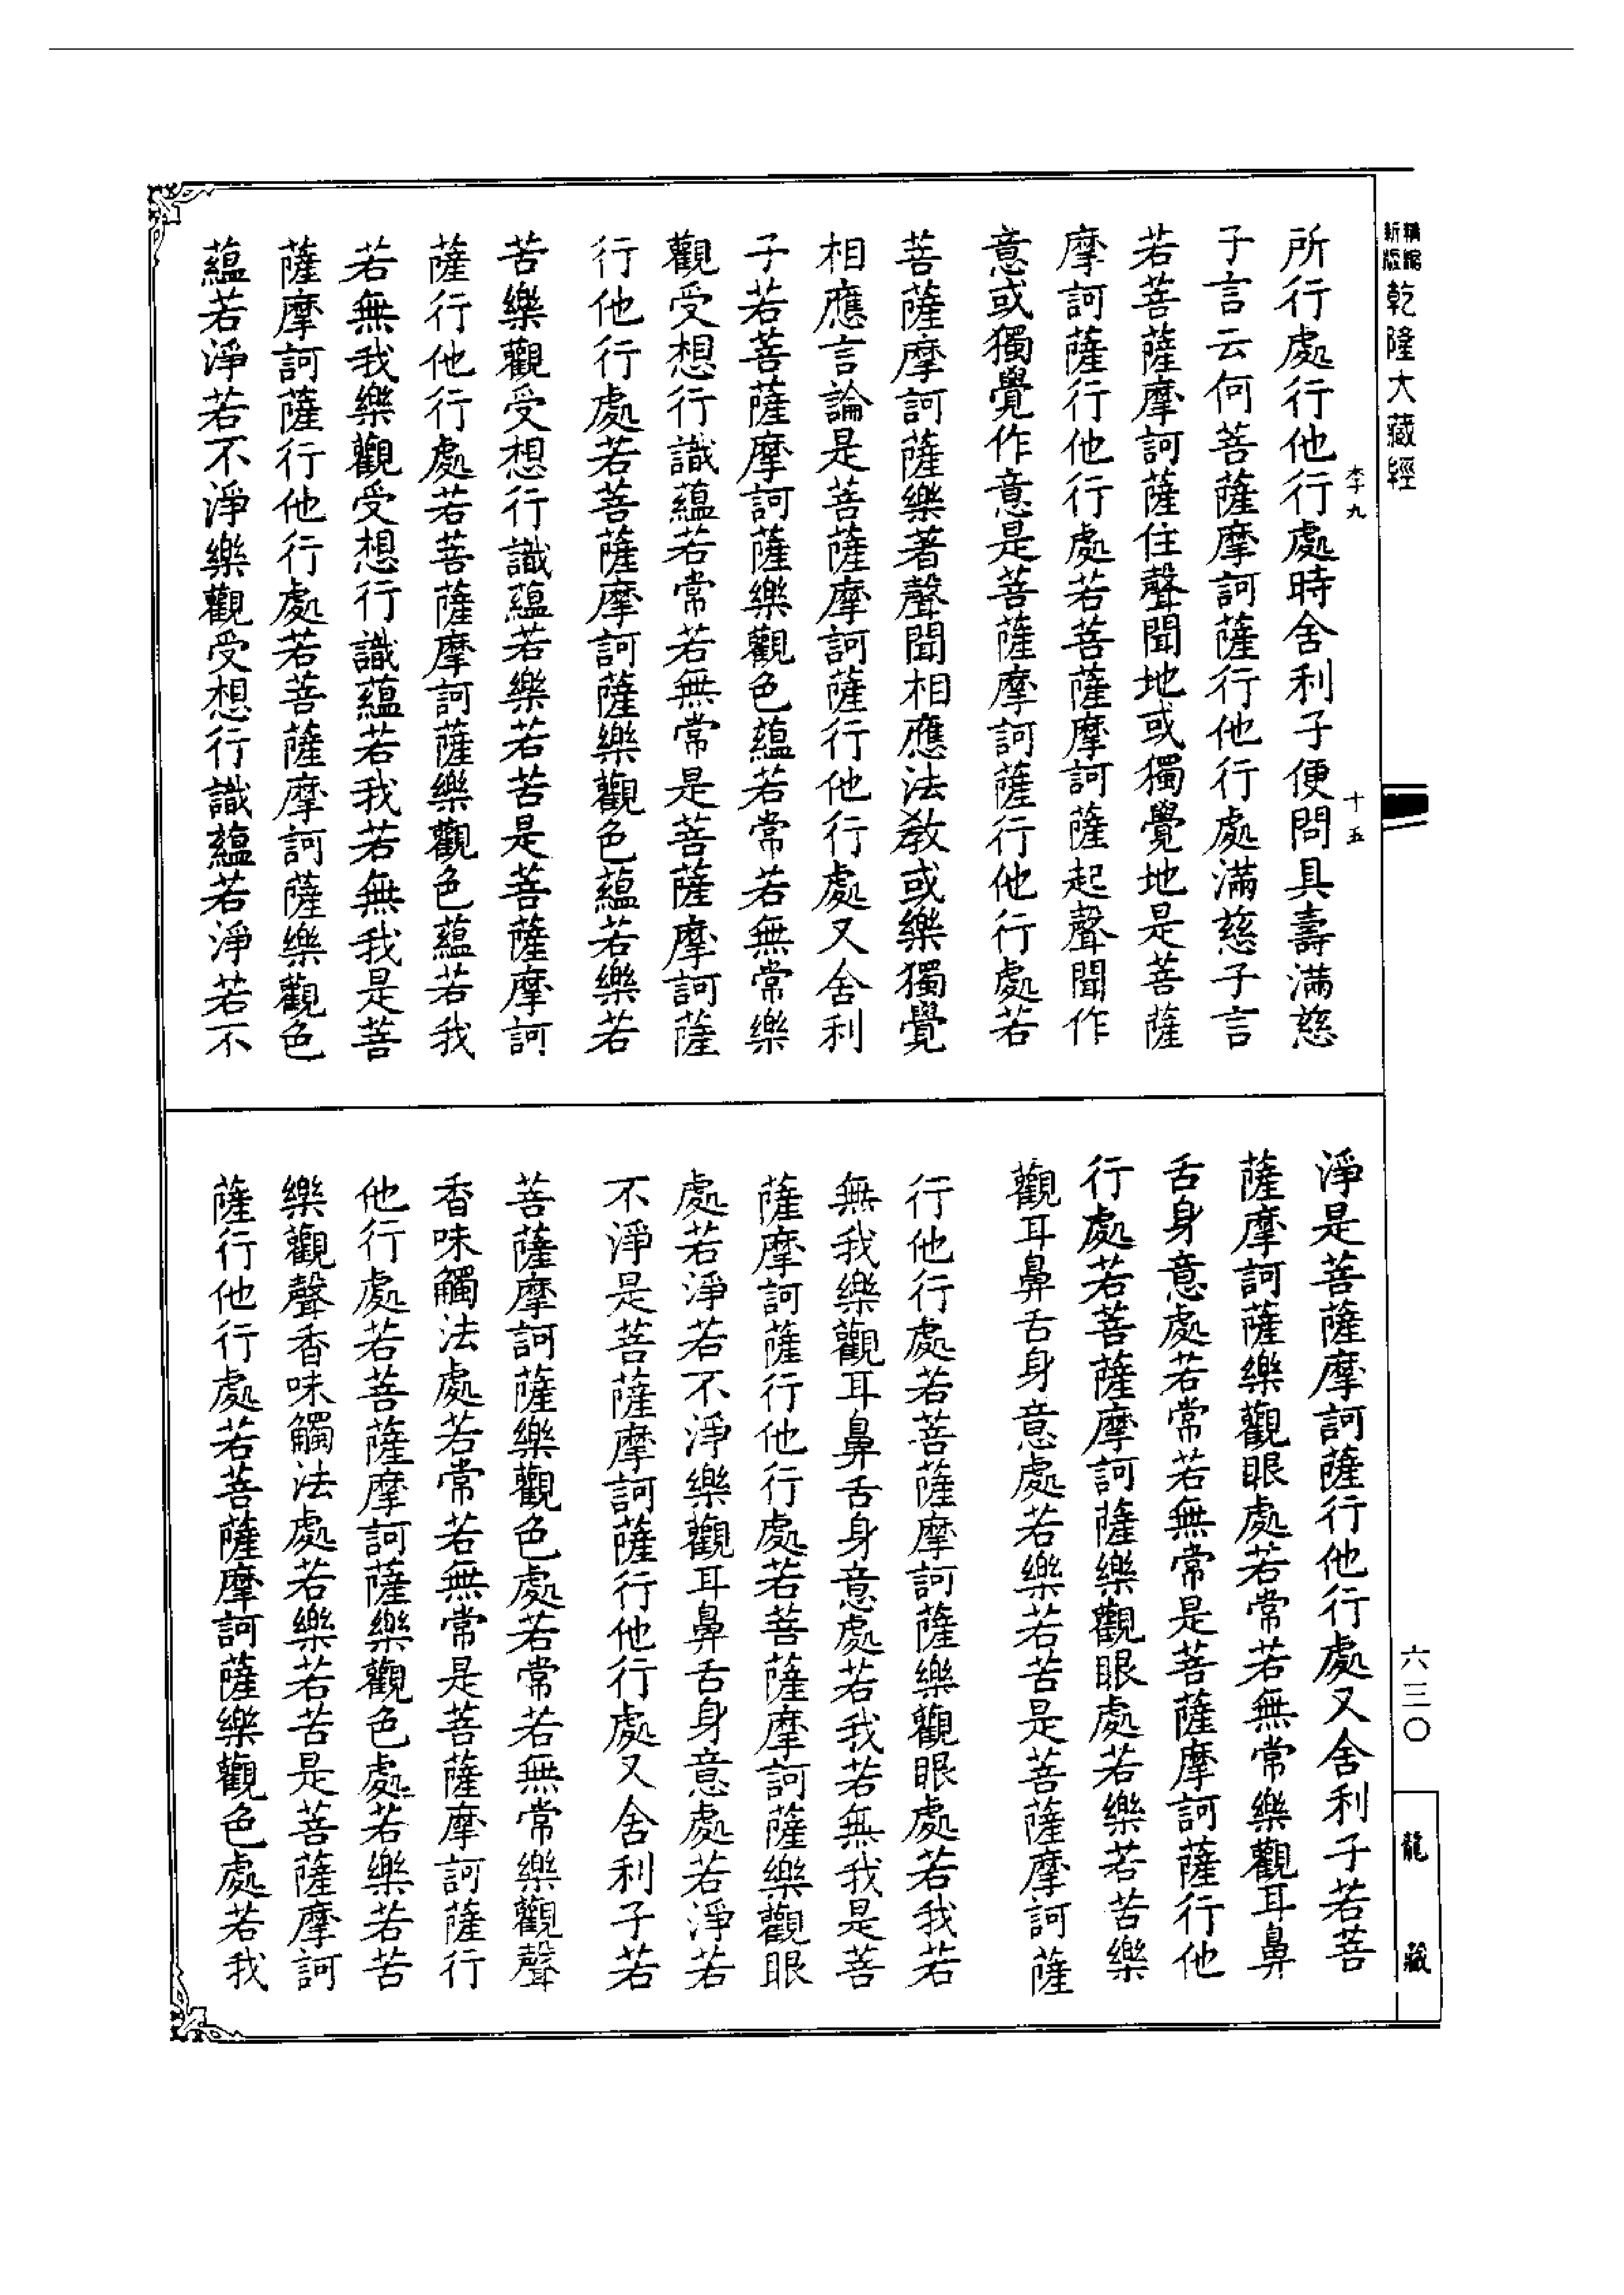 精縮
新版
乾隆大藏經
李九
十五
所行處行他行處時舍利子便問具壽滿慈
子言云何菩薩摩訶薩行他行處滿慈子言
若菩薩摩訶薩住聲聞地或獨覺地是菩薩
摩訶薩行他行處若菩薩摩訶薩起聲聞作
意或獨覺作意是菩薩摩訶薩行他行處若
菩薩摩訶薩樂著聲聞相應法教或樂獨覺
相應言論是菩薩摩訶薩行他行處又舍利
子若菩薩摩訶薩樂觀色蘊若常若無常樂
觀受想行識蘊若常若無常是菩薩摩訶薩
行他行處若菩薩摩訶薩樂觀色蘊若樂若
苦樂觀受想行識蘊若樂若苦是菩薩摩訶
薩行他行處若菩薩摩訶薩樂觀色蘊若我
若無我樂觀受想行識蘊若我若無我是菩
薩摩訶薩行他行處若菩薩摩訶薩樂觀色
蘊若淨若不淨樂觀受想行識蘊若淨若不
淨是菩薩摩訶薩行他行處又舍利子若菩
薩摩訶薩樂觀眼處若常若無常樂觀耳鼻
舌身意處若常若無常是菩薩摩訶薩行他
行處若菩薩摩訶薩樂觀眼處若樂若苦樂
觀耳鼻舌身意處若樂若苦是菩薩摩訶薩
行他行處若菩薩摩訶薩樂觀眼處若我若
無我樂觀耳鼻舌身意處若我若無我是菩
薩摩訶薩行他行處若菩薩摩訶薩樂觀眼
處若淨若不淨樂觀耳鼻舌身意處若淨若
不淨是菩薩摩訶薩行他行處又舍利子若
菩薩摩訶薩樂觀色處若常若無常樂觀聲
香味觸法處若常若無常是菩薩摩訶薩行
他行處若菩薩摩訶薩樂觀色處若樂若苦
樂觀聲香味觸法處若樂若苦是菩薩摩訶
薩行他行處若菩薩摩訶薩樂觀色處若我
六三〇
龍藏